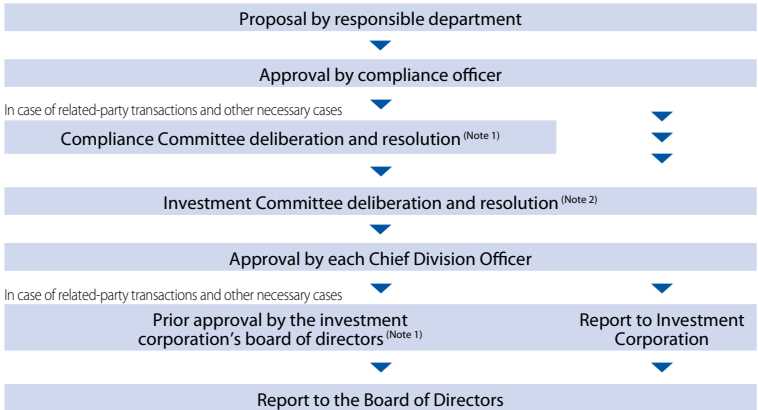 Proposal by responsible department
Approval by compliance officer
In case of related-party transactions and other necessary cases
Compliance Committee deliberation and resolution (Note 1)
Investment Committee deliberation and resolution (Note 2)
Approval by each Chief Division Officer
In case of related-party transactions and other necessary cases
Prior approval by the investment
corporation’s board of directors (Note 1)
Report to Investment
Corporation
Report to the Board of Directors